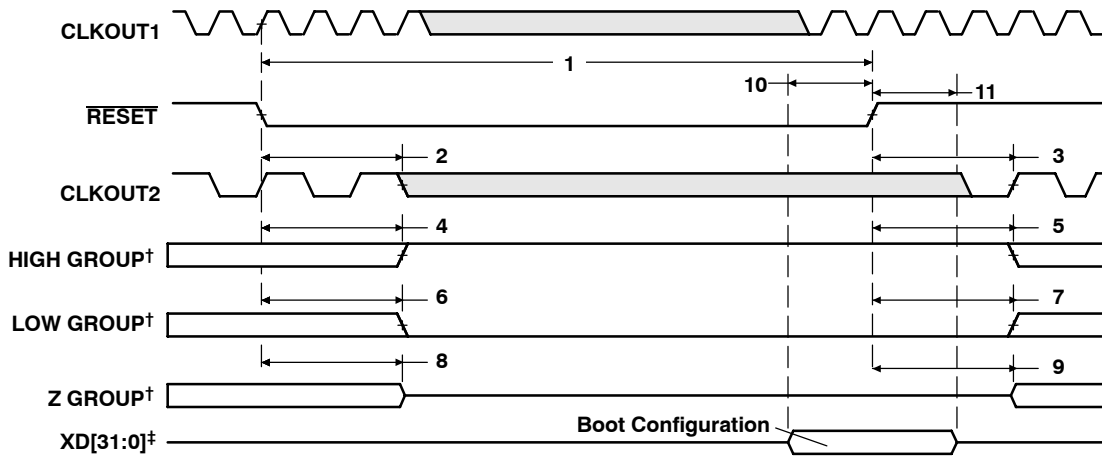 CLKOUT1
1
10
11
RESET
2
3
CLKOUT2
4
5
HIGH GROUP†
6
7
LOW GROUP†
8
9
Z GROUP†
Boot Configuration
XD[31:0]‡